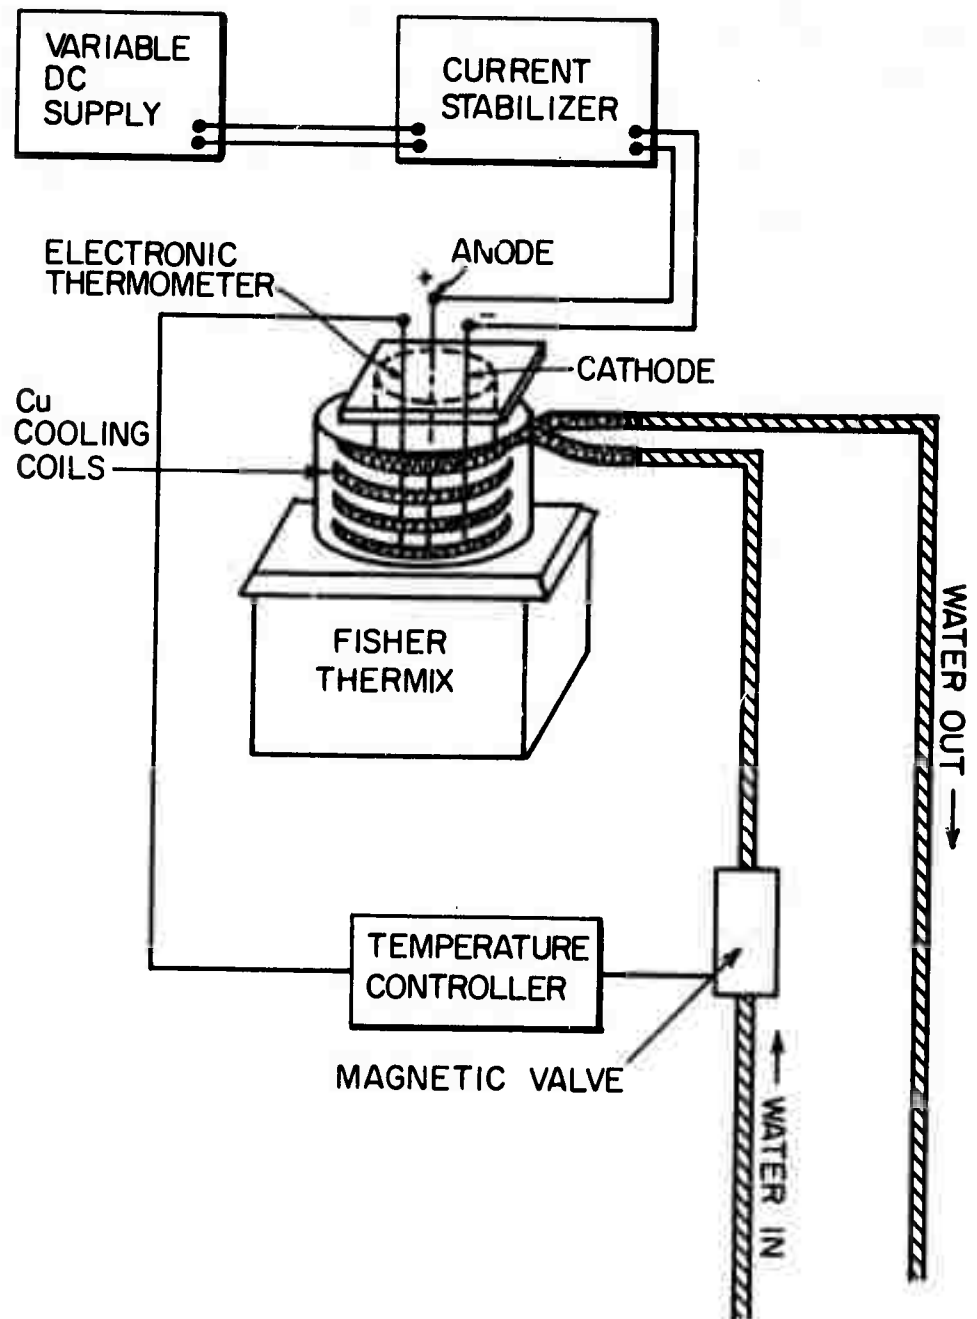 VARIABLE
DC
SUPPLY
CURRENT
STABILIZER
ELECTRONIC
THERMOMETER
+
ANODE
-
CATHODE
Cu
COOLING
COILS
FISHER
THERMIX
WATER OUT
TEMPERATURE
CONTROLLER
MAGNETIC VALVE
WATER IN